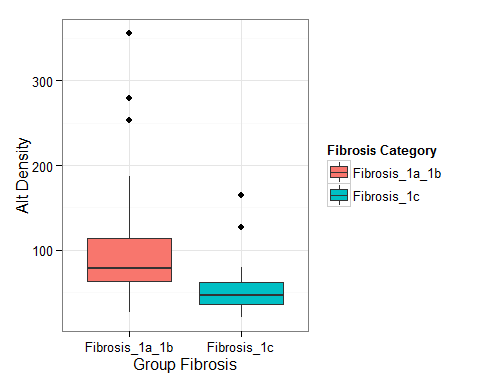 Alt Density
300
200
100
Fibrosis_1a_1b
Fibrosis_1c
Group Fibrosis
Fibrosis Category
Fibrosis_1a_1b
Fibrosis_1c